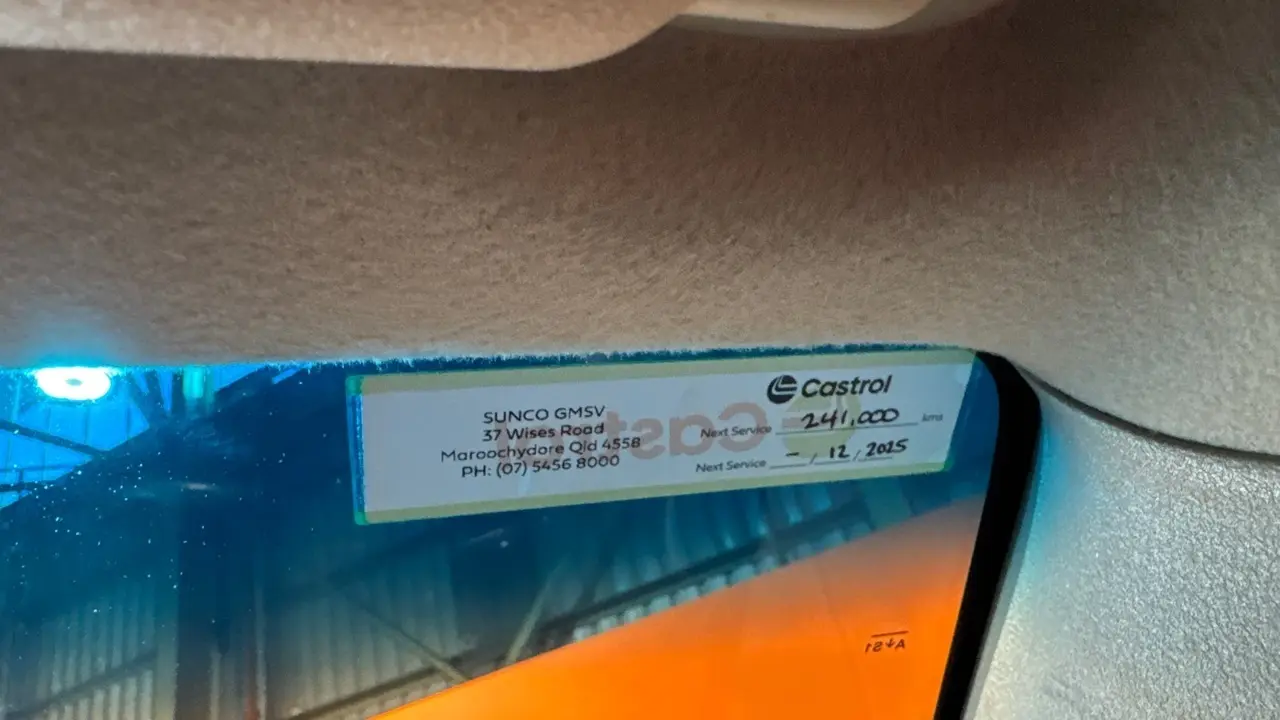 SUNCO GMSV
37 Wises Road
Maroochydore Qld 4558
PH: (07) 5456 8000
Castrol
Next Service 241,000 kms
Next Service - / 12 / 2025
Castrol